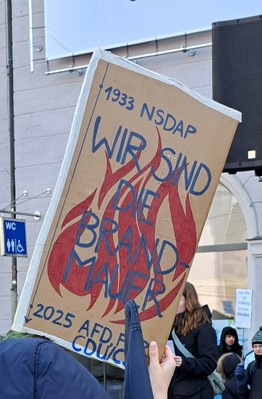 1933 NSDAP
WIR SIND
DIE
BRAND-
MAUER
2025 AFD
CDU/C
WC